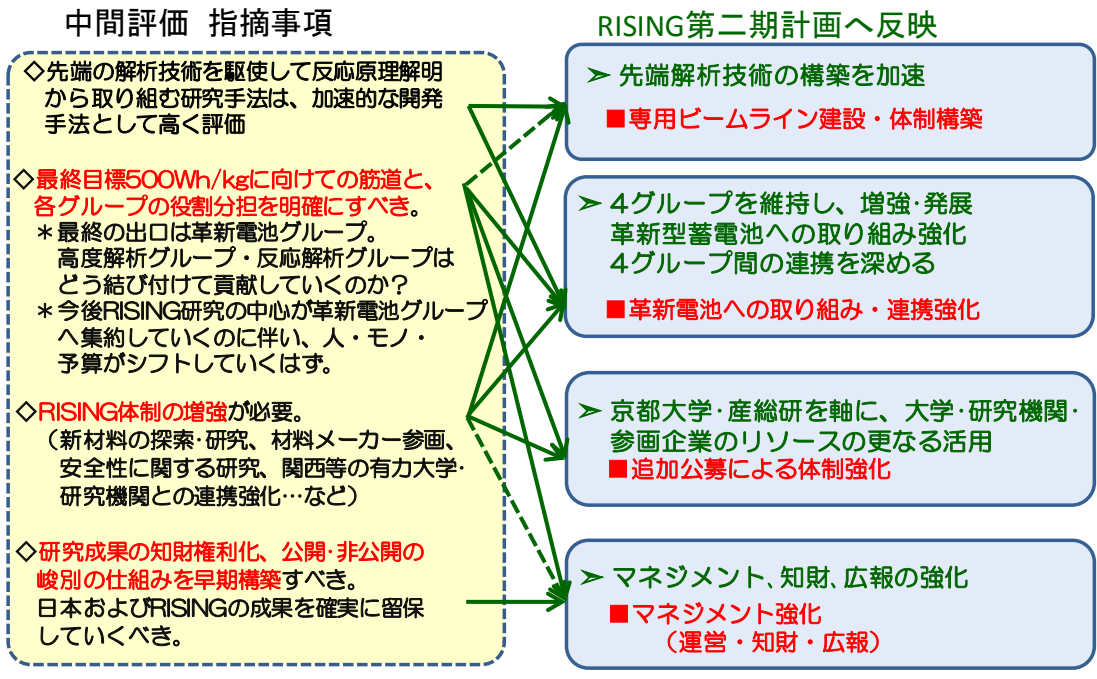 中間評価 指摘事項
◇先端の解析技術を駆使して反応原理解明
から取り組む研究手法は、加速的な開発
手法として高く評価
◇最終目標500Wh/kgに向けての筋道と、
各グループの役割分担を明確にすべき。
＊最終の出口は革新電池グループ。
高度解析グループ・反応解析グループは
どう結び付けて貢献していくのか？
＊今後RISING研究の中心が革新電池グループ
へ集約していくのに伴い、人・モノ・
予算がシフトしていくはず。
◇RISING体制の増強が必要。
（新材料の探索・研究、材料メーカー参画、
安全性に関する研究、関西等の有力大学・
研究機関との連携強化…など）
◇研究成果の知財権利化、公開・非公開の
峻別の仕組みを早期構築すべき。
日本およびRISINGの成果を確実に留保
していくべき。
RISING第二期計画へ反映
➢ 先端解析技術の構築を加速
■専用ビームライン建設・体制構築
➢ ４グループを維持し、増強・発展
革新型蓄電池への取り組み強化
４グループ間の連携を深める
■革新電池への取り組み・連携強化
➢ 京都大学・産総研を軸に、大学・研究機関・
参画企業のリソースの更なる活用
■追加公募による体制強化
➢ マネジメント、知財、広報の強化
■マネジメント強化
（運営・知財・広報）